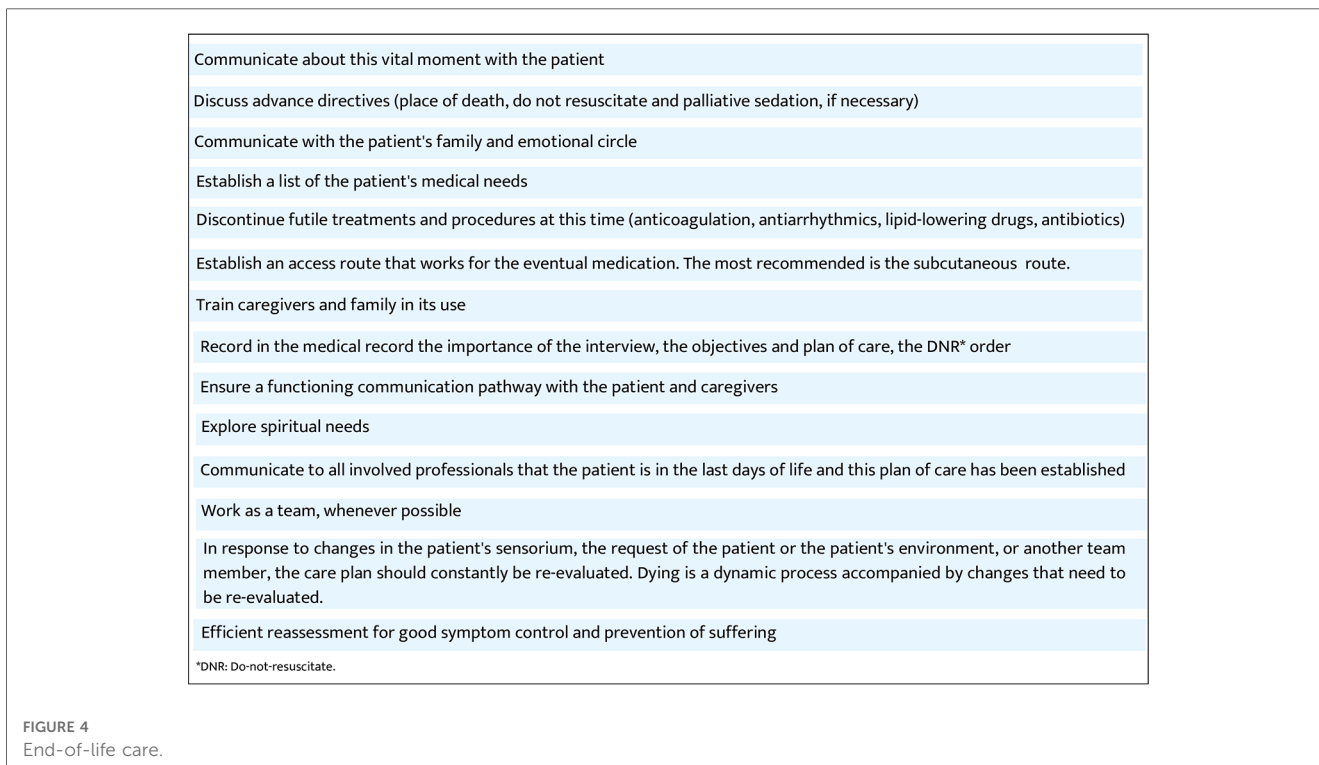 Communicate about this vital moment with the patient
Discuss advance directives (place of death, do not resuscitate and palliative sedation, if necessary)
Communicate with the patient's family and emotional circle
Establish a list of the patient's medical needs
Discontinue futile treatments and procedures at this time (anticoagulation, antiarrhythmics, lipid-lowering drugs, antibiotics)
Establish an access route that works for the eventual medication. The most recommended is the subcutaneous route.
Train caregivers and family in its use
Record in the medical record the importance of the interview, the objectives and plan of care, the DNR* order
Ensure a functioning communication pathway with the patient and caregivers
Explore spiritual needs
Communicate to all involved professionals that the patient is in the last days of life and this plan of care has been established
Work as a team, whenever possible
In response to changes in the patient's sensorium, the request of the patient or the patient's environment, or another team
member, the care plan should constantly be re-evaluated. Dying is a dynamic process accompanied by changes that need to
be re-evaluated.
Efficient reassessment for good symptom control and prevention of suffering
*DNR: Do-not-resuscitate.
FIGURE 4
End-of-life care.